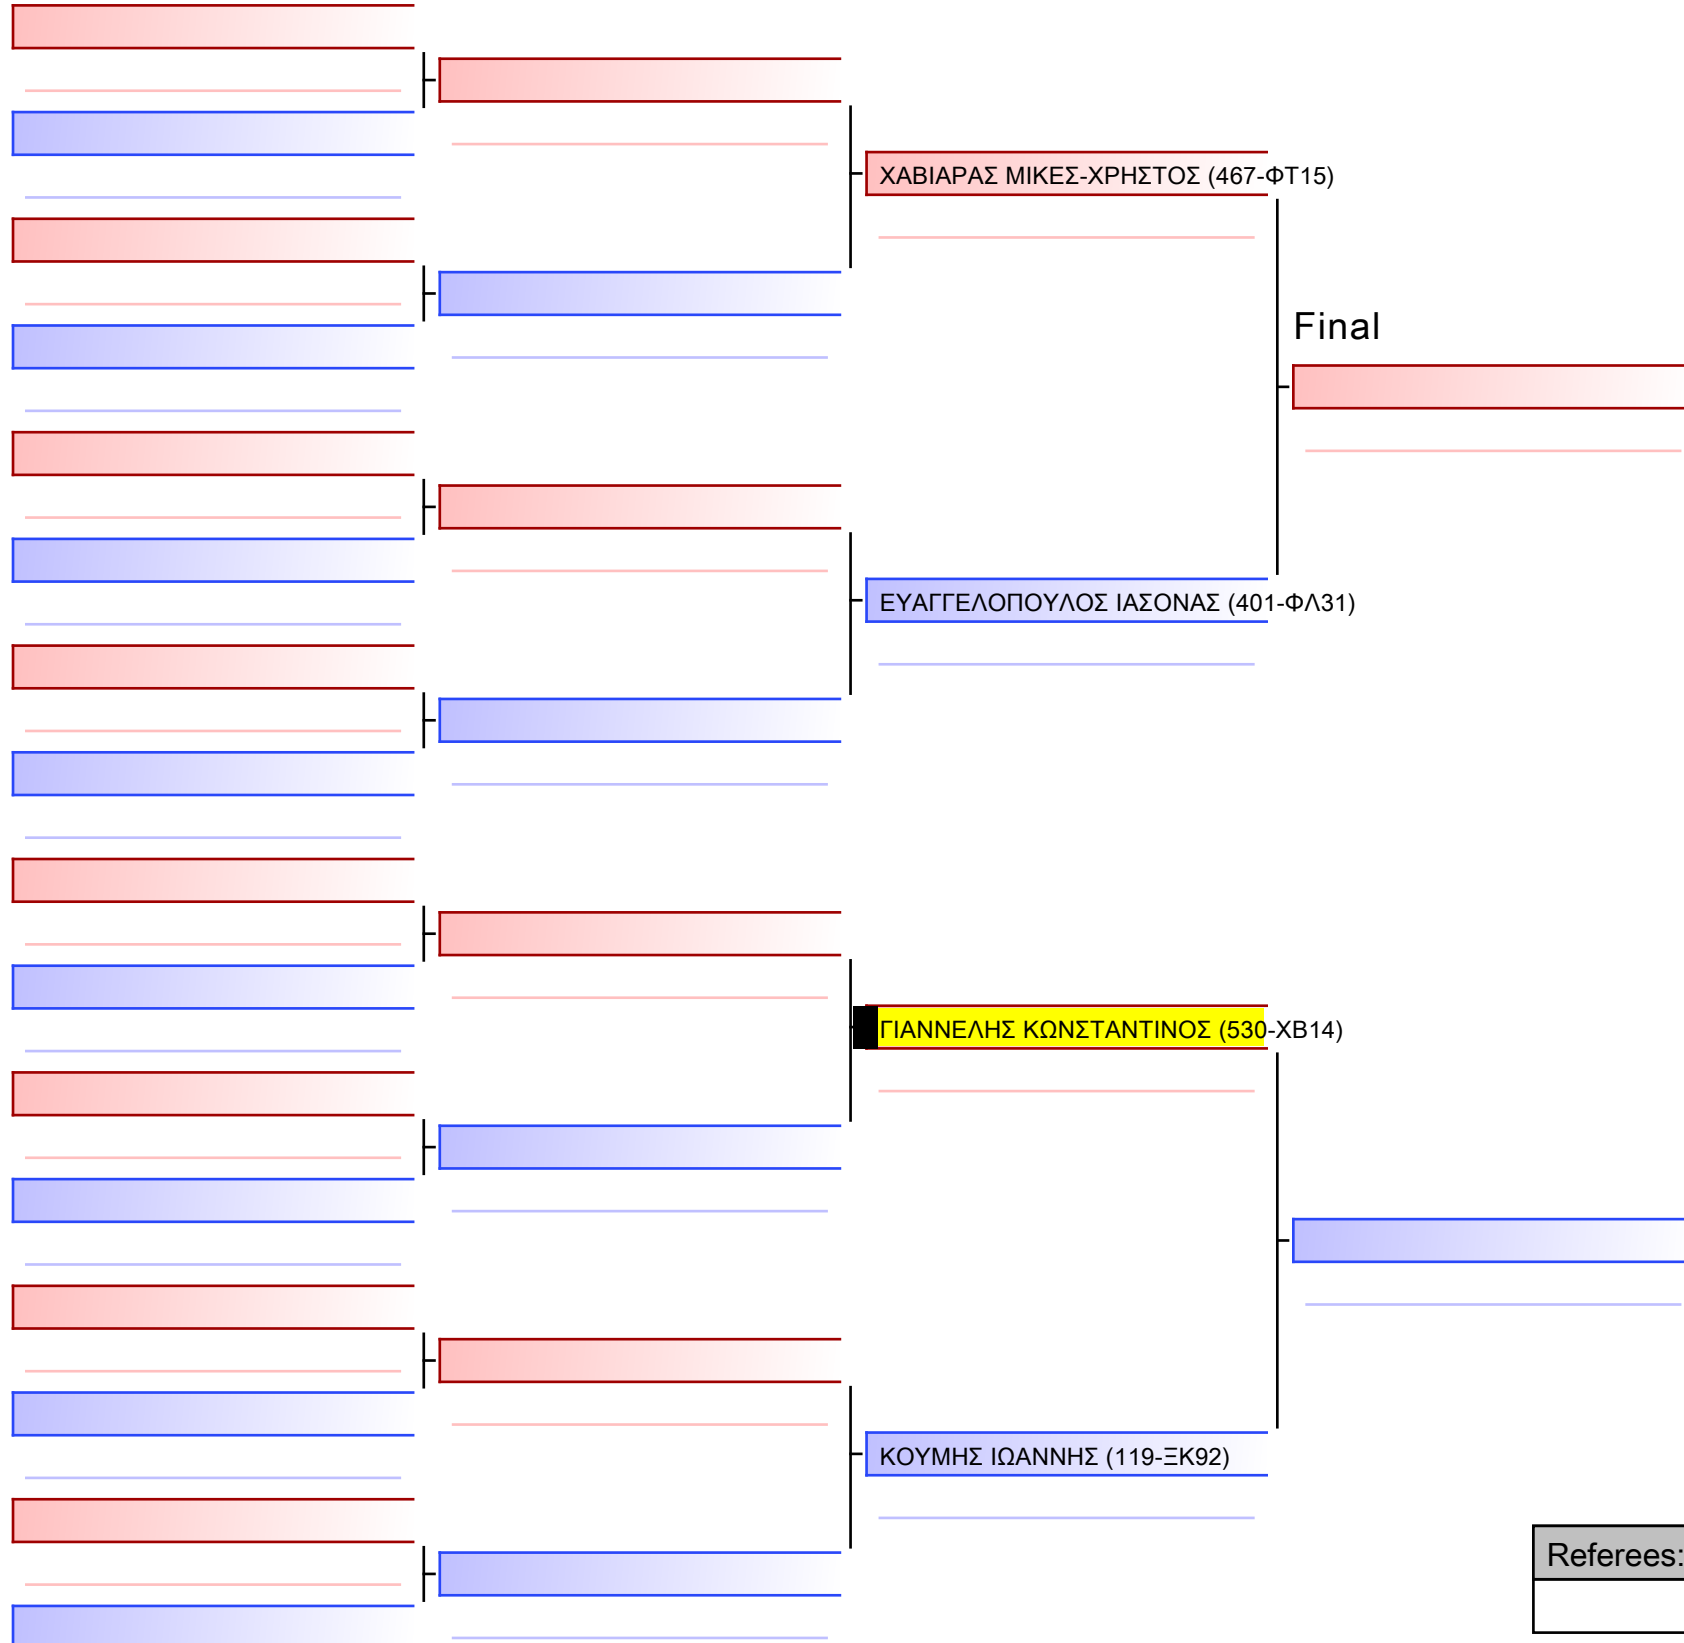 ΧΑΒΙΑΡΑΣ ΜΙΚΕΣ-ΧΡΗΣΤΟΣ (467-ΦΤ15)
Final
ΕΥΑΓΓΕΛΟΠΟΥΛΟΣ ΙΑΣΟΝΑΣ (401-ΦΛ31)
ΓΙΑΝΝΕΛΗΣ ΚΩΝΣΤΑΝΤΙΝΟΣ (530-ΧΒ14)
ΚΟΥΜΗΣ ΙΩΑΝΝΗΣ (119-ΞΚ92)
Referees: